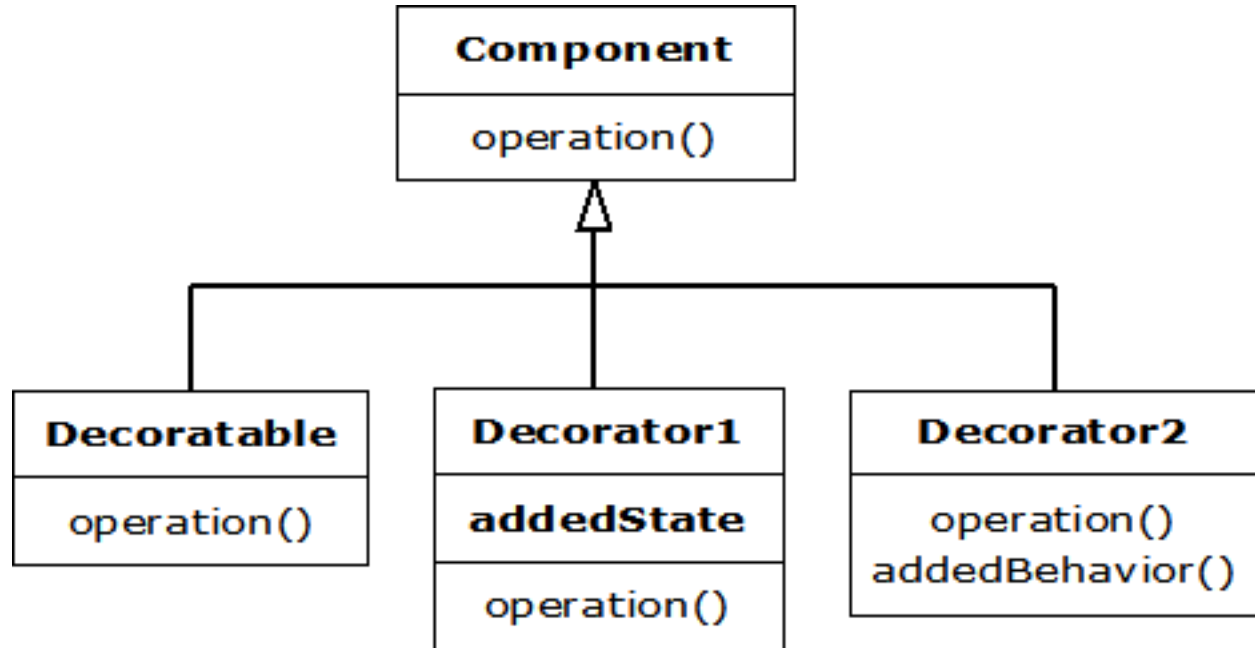 Component
operation()
Decoratable
operation()
Decorator1
addedState
operation()
Decorator2
operation()
addedBehavior()